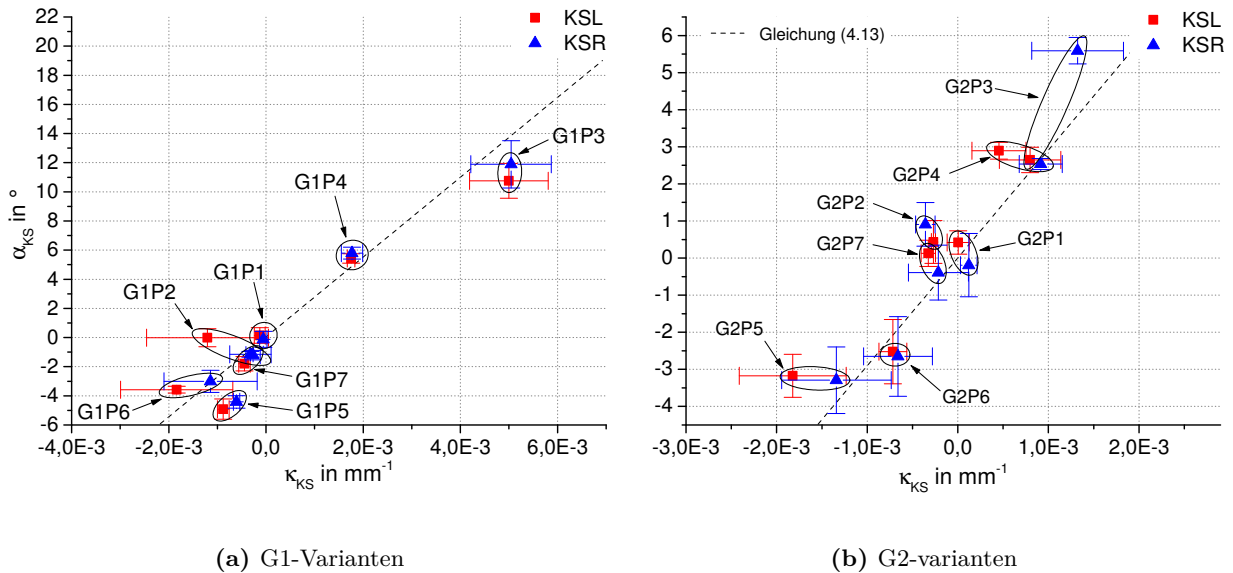 22
20
18
16
14
12
10
8
6
4
2
0
-2
-4
-6
α_KS in °
KSL
KSR
G1P3
G1P4
G1P1
G1P2
G1P7
G1P6
G1P5
-4,0E-3
-2,0E-3
0,0
2,0E-3
4,0E-3
6,0E-3
κ_KS in mm⁻¹
(a) G1-Varianten
6
5
4
3
2
1
0
-1
-2
-3
-4
Gleichung (4.13)
KSL
KSR
G2P3
G2P4
G2P2
G2P7
G2P1
G2P5
G2P6
-3,0E-3
-2,0E-3
-1,0E-3
0,0
1,0E-3
2,0E-3
κ_KS in mm⁻¹
(b) G2-varianten